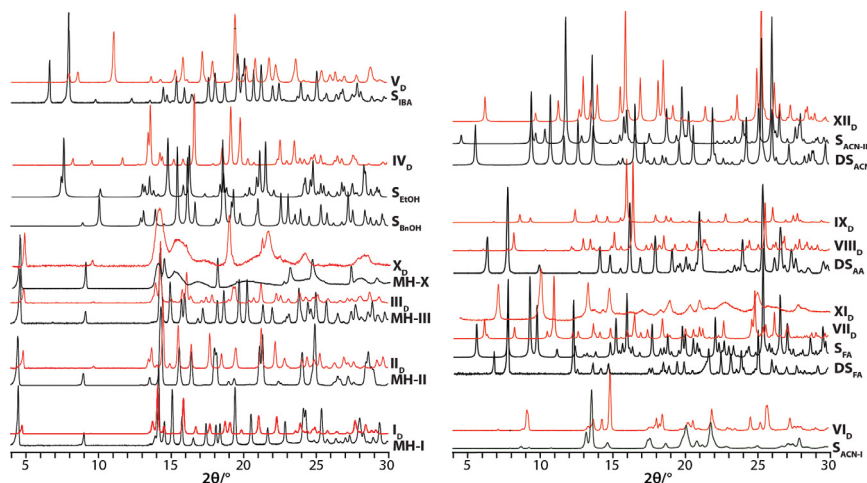 V_D
S_IBA
IV_D
S_EtOH
S_BnOH
X_D
MH-X
III_D
MH-III
II_D
MH-II
I_D
MH-I
5 10 15 20 25 30
2θ/°
XII_D
S_ACN-II
DS_ACN
IX_D
VIII_D
DS_AA
XI_D
VII_D
S_FA
DS_FA
VI_D
S_ACN-I
5 10 15 20 25 30
2θ/°